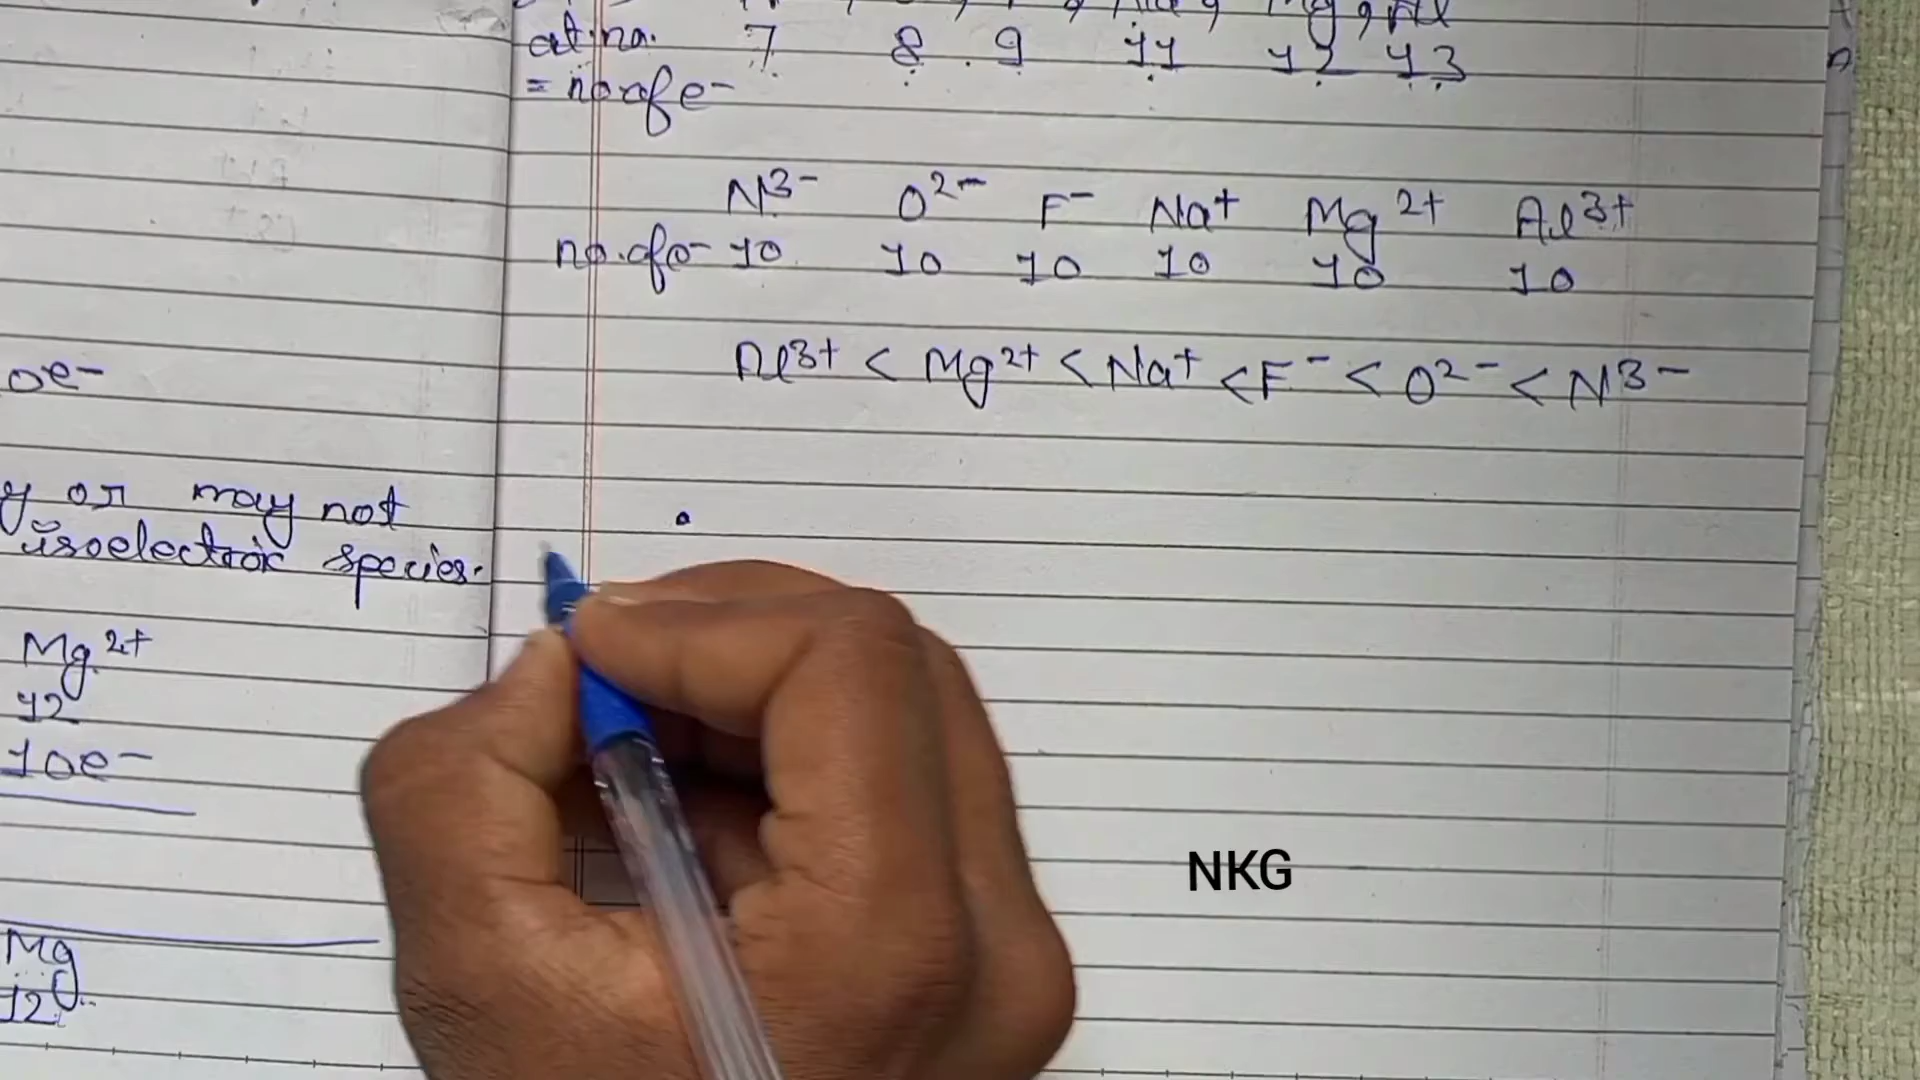 oe-
y or may not
isoelectronic species.
Mg2+
12
10e-
Mg
12
at.no. 7 8 9 11 12 13
= no of e-
N3- O2- F- Na+ Mg2+ Al3+
no.of e- 10 10 10 10 10 10
Al3+ < Mg2+ < Na+ < F- < O2- < N3-
NKG